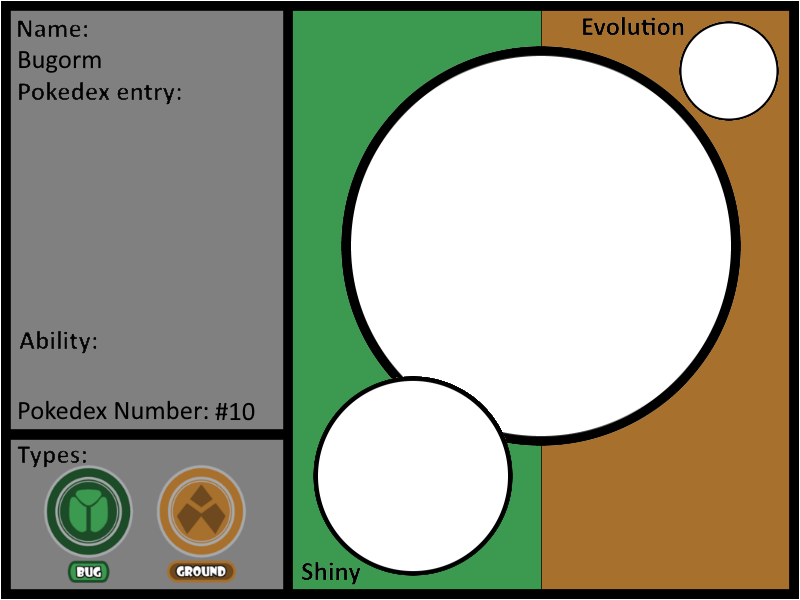 Name:
Bugorm
Pokedex entry:
Ability:
Pokedex Number: #10
Types:
BUG
GROUND
Evolution
Shiny